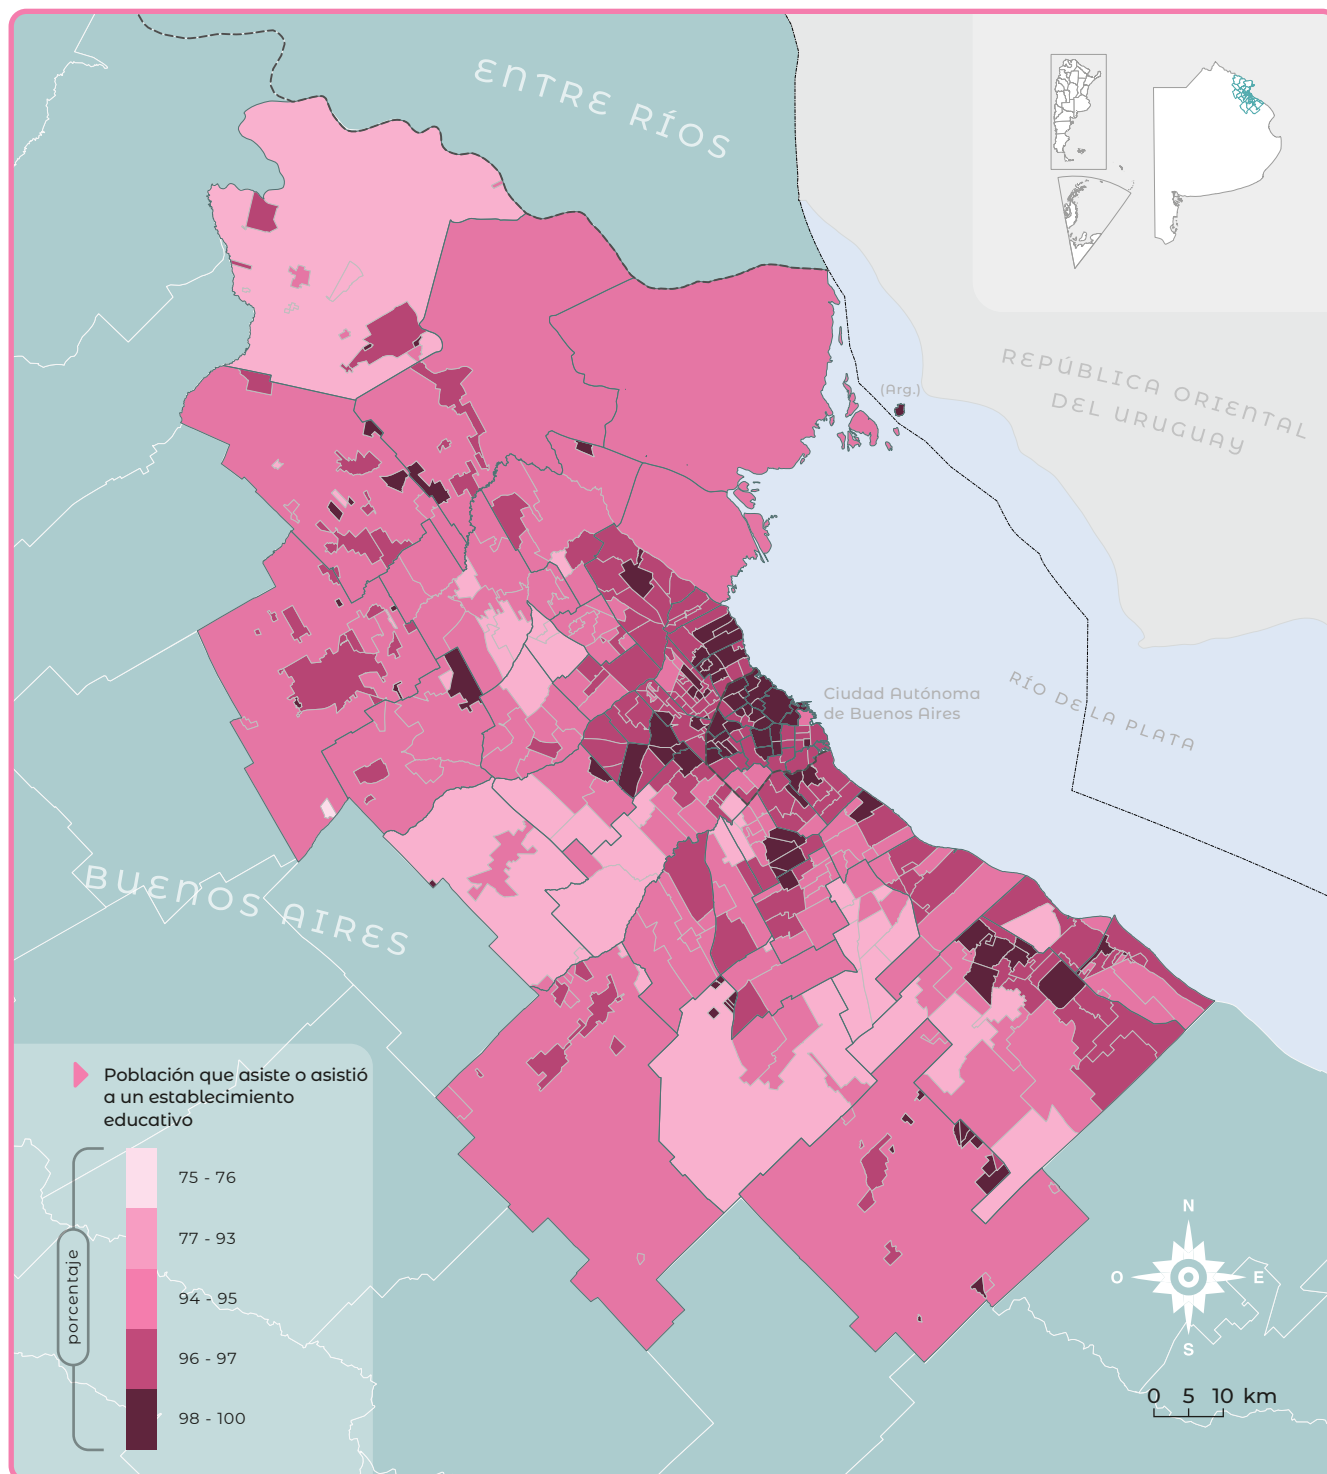 ENTRE RÍOS
(Arg.)
REPÚBLICA ORIENTAL
DEL URUGUAY
Ciudad Autónoma
de Buenos Aires
RÍO DE LA PLATA
BUENOS AIRES
Población que asiste o asistió
a un establecimiento
educativo
porcentaje
75 - 76
77 - 93
94 - 95
96 - 97
98 - 100
N
O
E
S
0 5 10 km